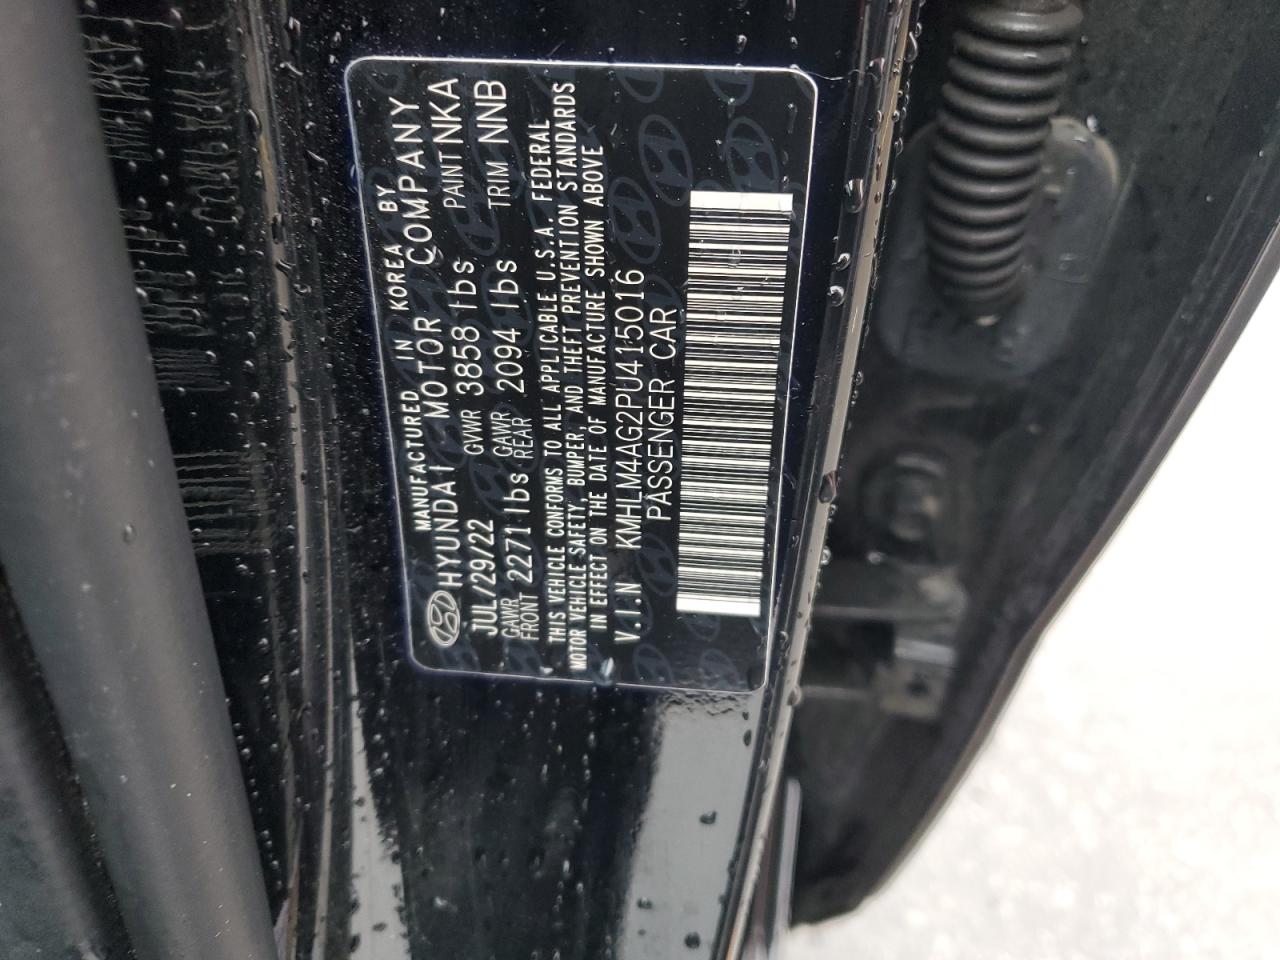 MANUFACTURED IN KOREA BY
HYUNDAI MOTOR COMPANY
JUL/29/22 GVWR 3858 lbs PAINT NKA
GAWR FRONT 2271 lbs GAWR REAR 2094 lbs TRIM NNB
THIS VEHICLE CONFORMS TO ALL APPLICABLE U.S.A. FEDERAL
MOTOR VEHICLE SAFETY, BUMPER, AND THEFT PREVENTION STANDARDS
IN EFFECT ON THE DATE OF MANUFACTURE SHOWN ABOVE
V.I.N KMHLM4AG2PU415016
PASSENGER CAR